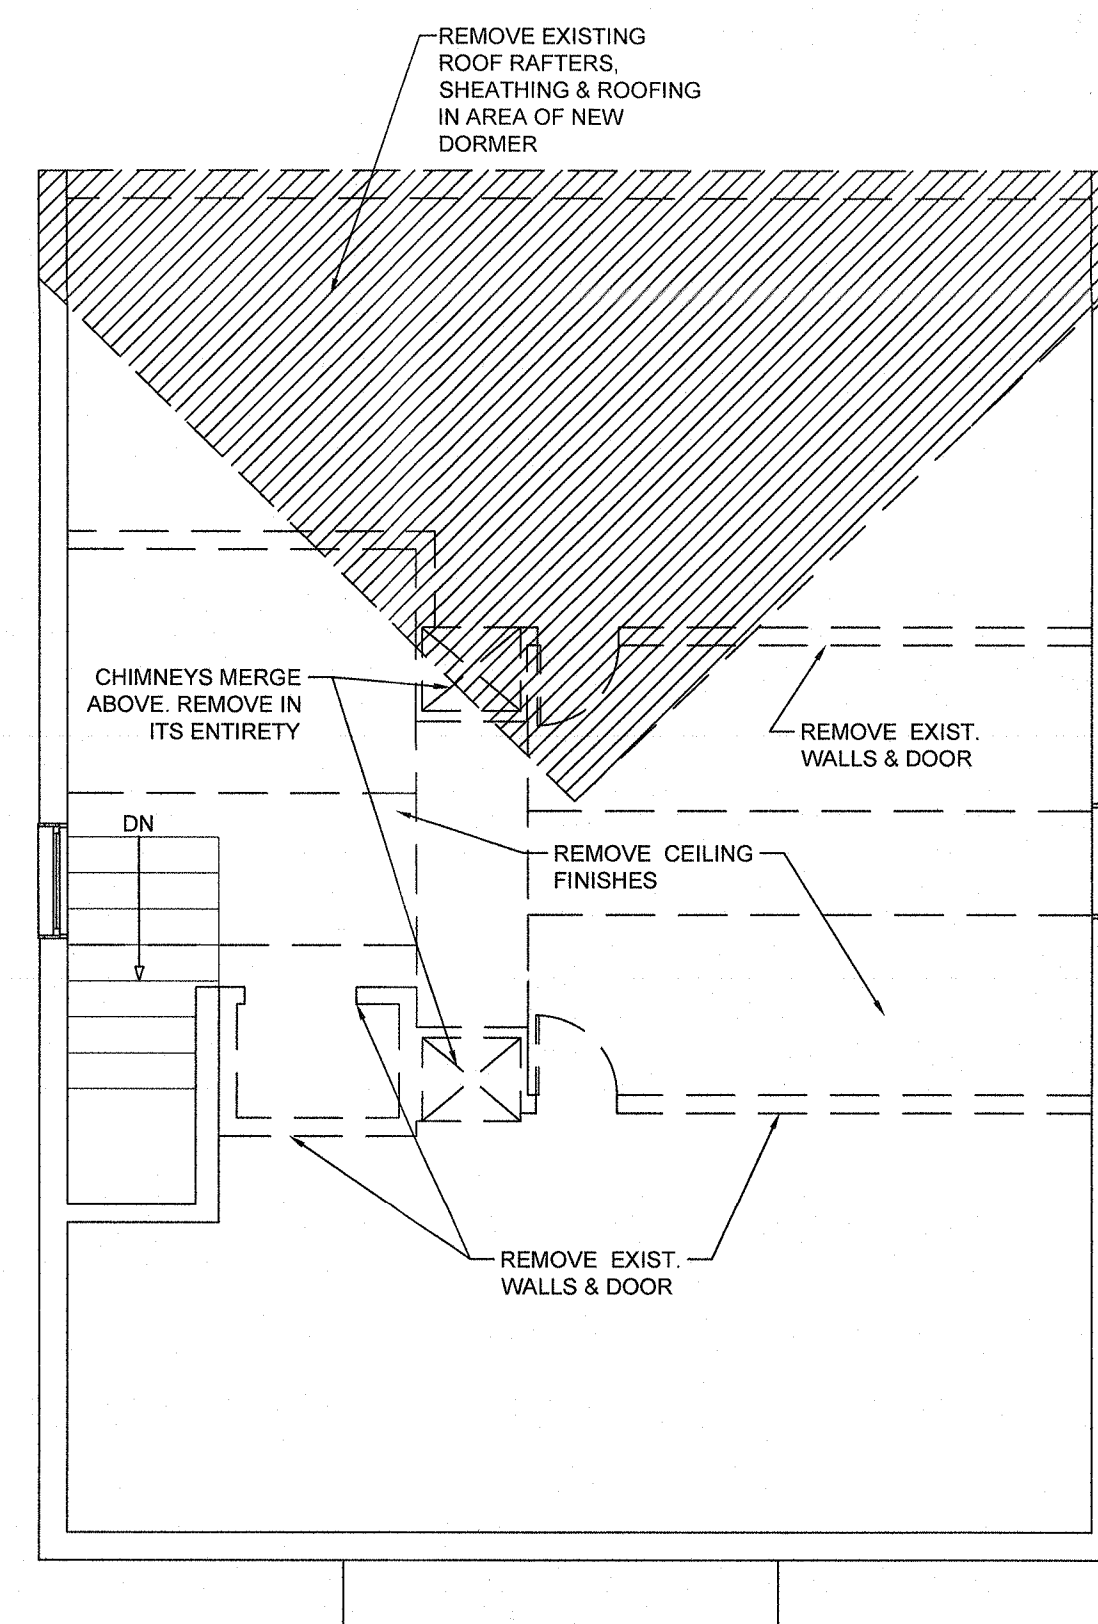 REMOVE EXISTING
ROOF RAFTERS,
SHEATHING & ROOFING
IN AREA OF NEW
DORMER
CHIMNEYS MERGE
ABOVE. REMOVE IN
ITS ENTIRETY
REMOVE EXIST.
WALLS & DOOR
DN
REMOVE CEILING
FINISHES
REMOVE EXIST.
WALLS & DOOR